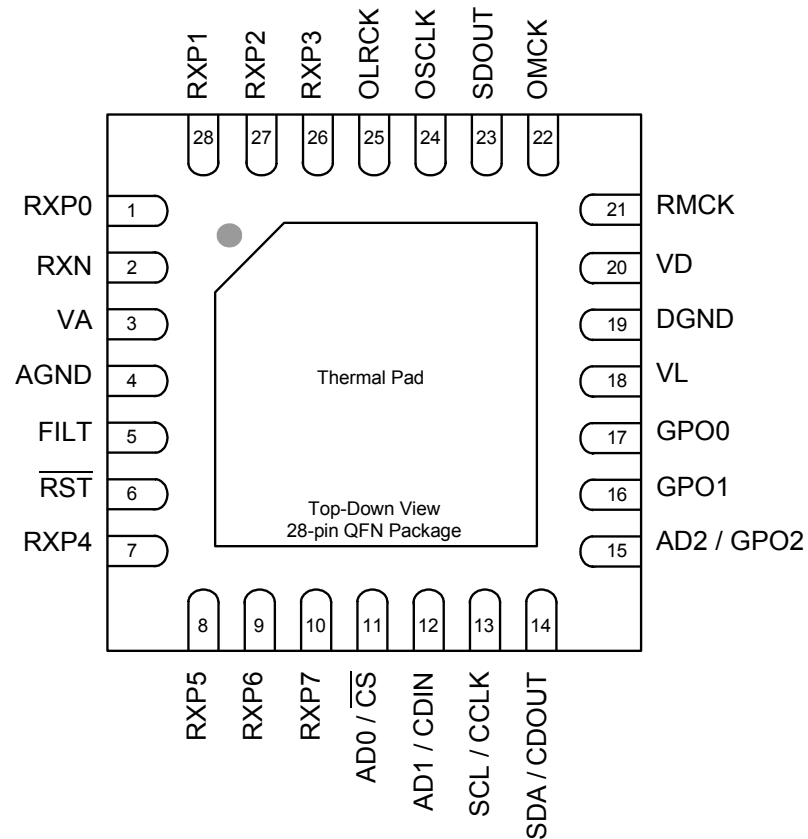 RXP1
RXP2
RXP3
OLRCK
OSCLK
SDOUT
OMCK
28
27
26
25
24
23
22
RXP0 1
RXN 2
VA 3
AGND 4
FILT 5
RST 6
RXP4 7
21 RMCK
20 VD
19 DGND
18 VL
17 GPO0
16 GPO1
15 AD2 / GPO2
Thermal Pad
Top-Down View
28-pin QFN Package
8
9
10
11
12
13
14
RXP5
RXP6
RXP7
AD0 / CS
AD1 / CDIN
SCL / CCLK
SDA / CDOUT